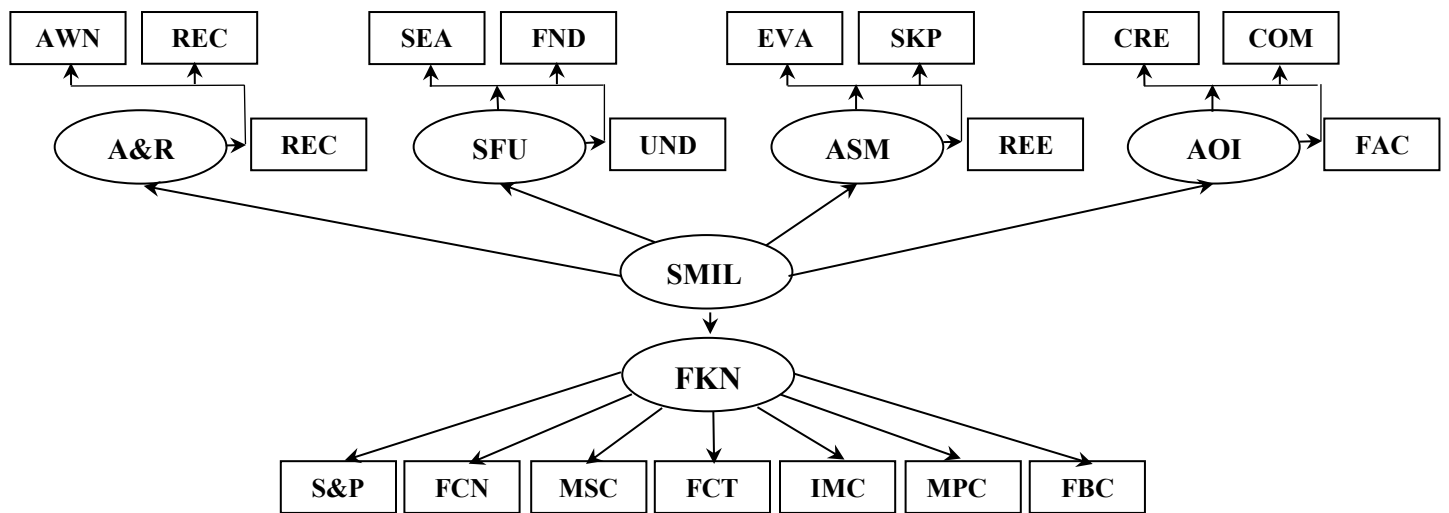 AWN REC SEA FND EVA SKP CRE COM
A&R REC SFU UND ASM REE AOI FAC
SMIL
FKN
S&P FCN MSC FCT IMC MPC FBC